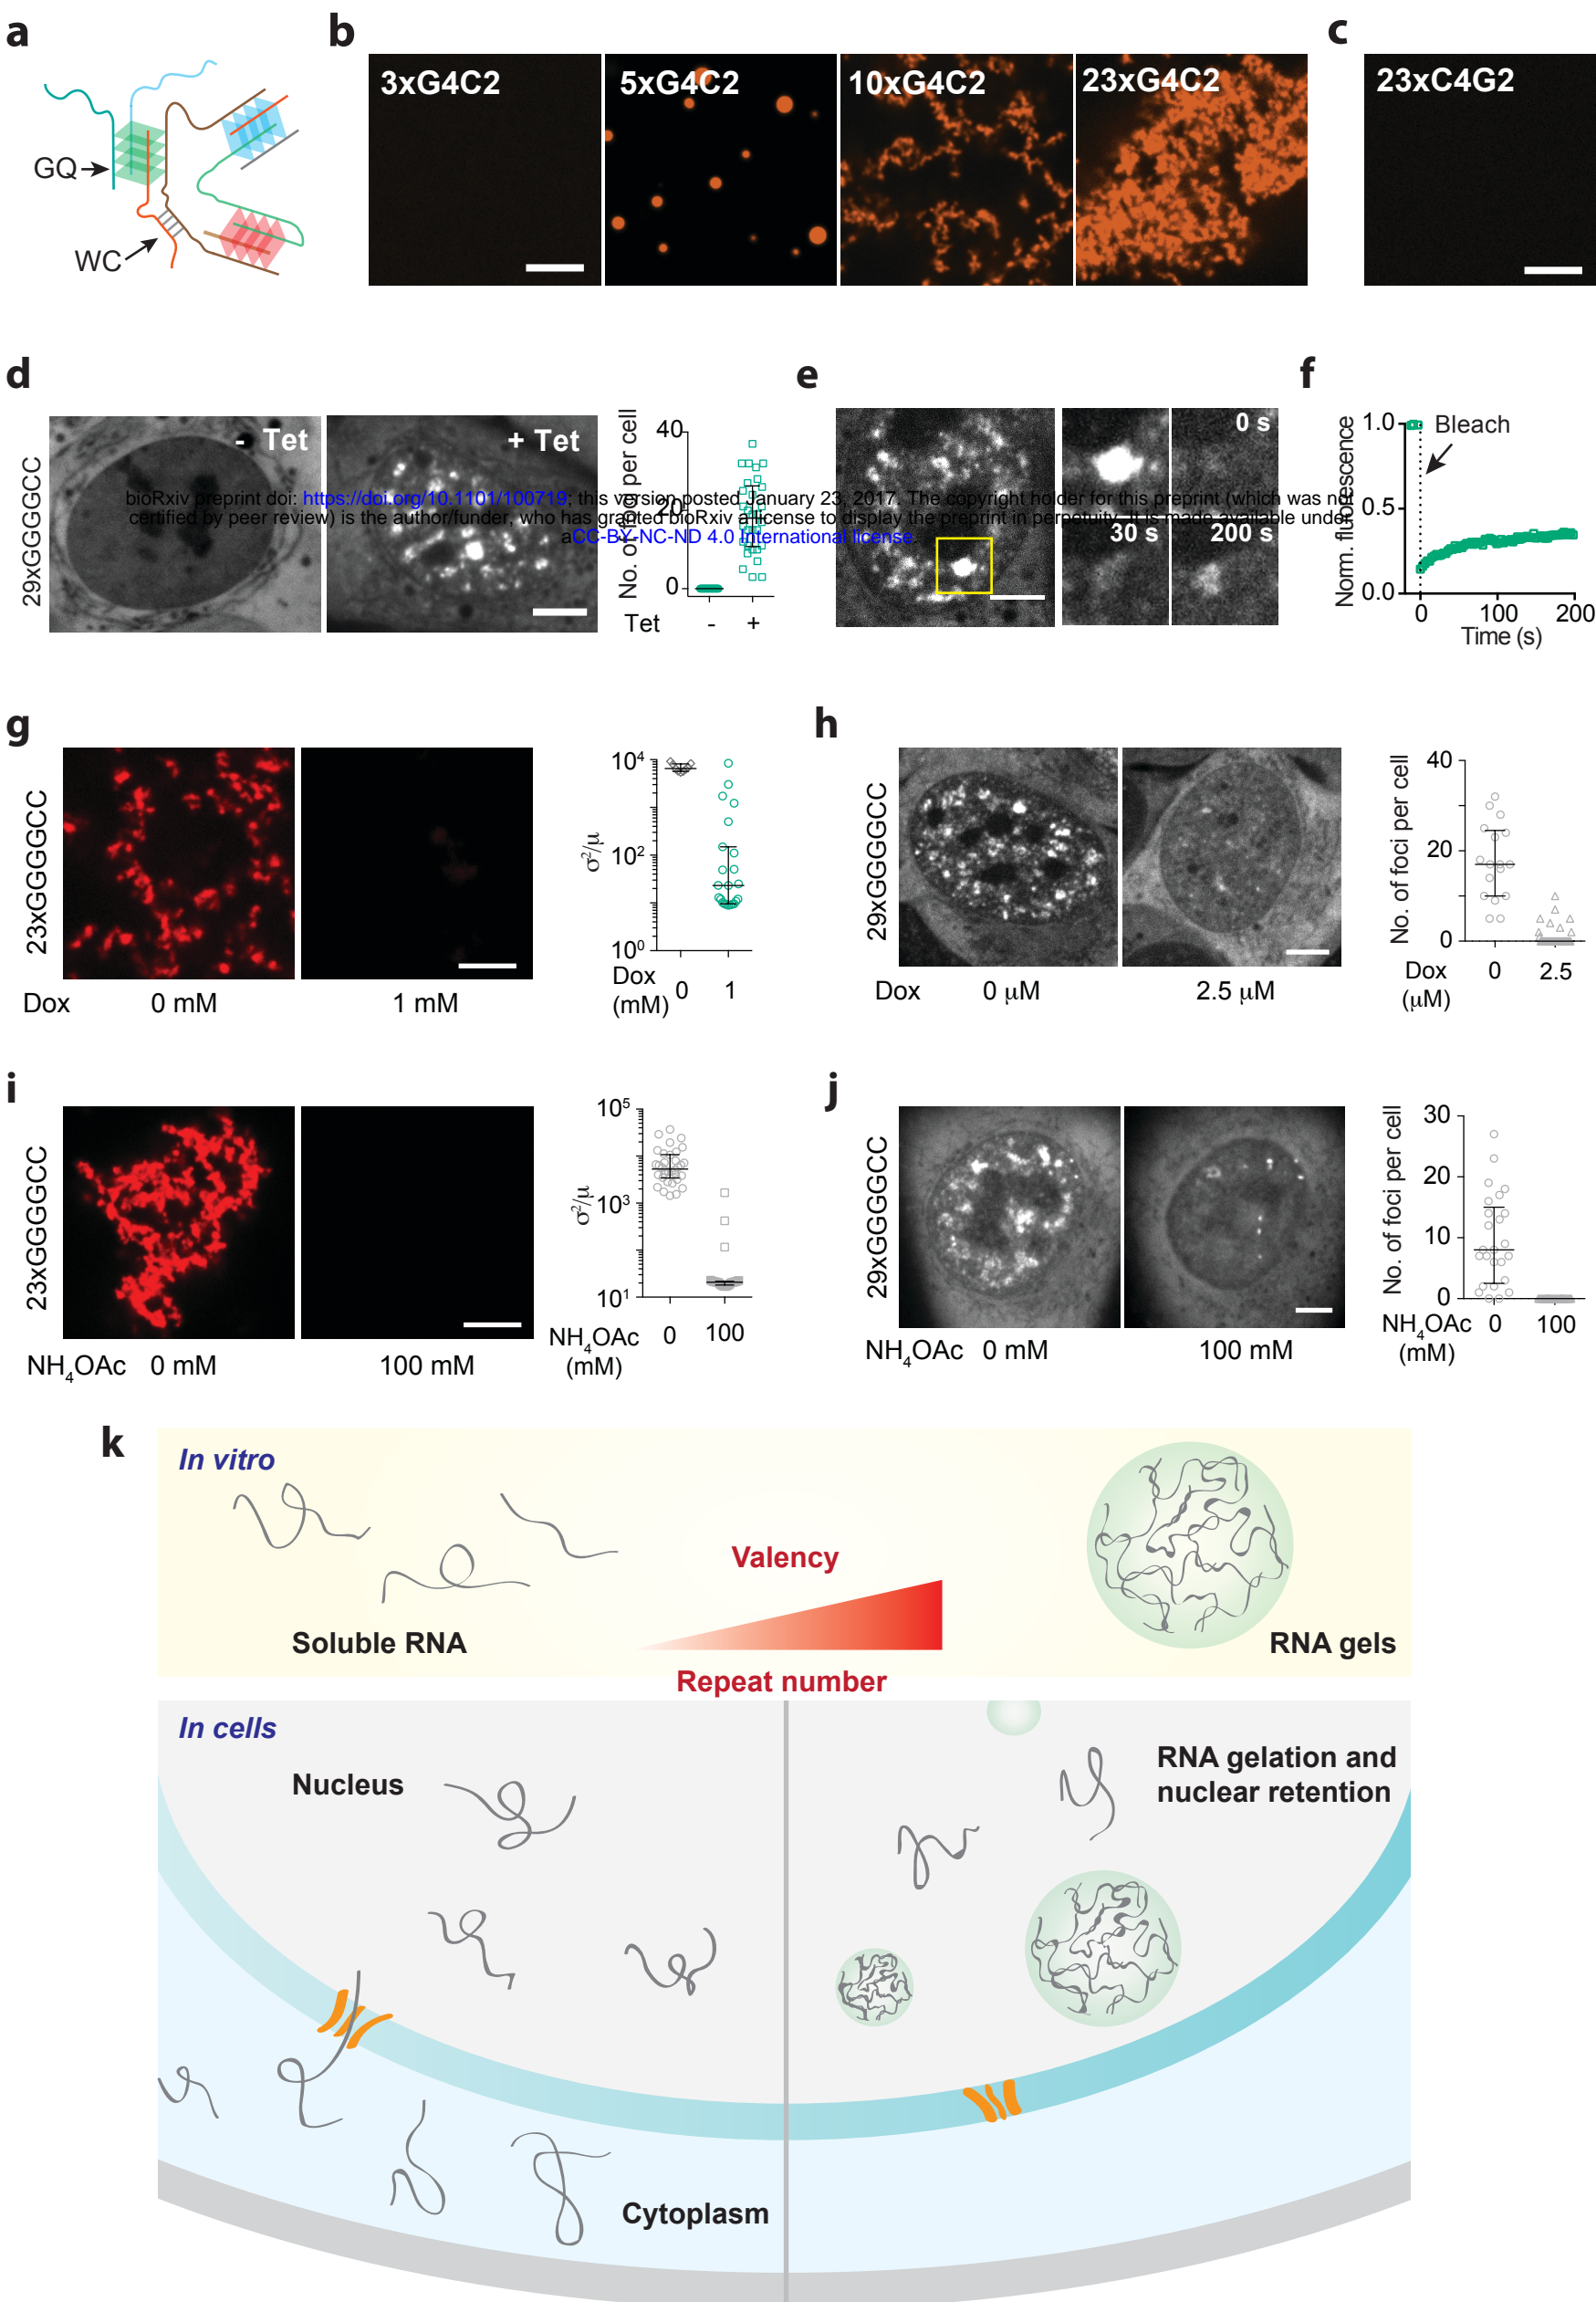 a
GQ
WC
b
3xG4C2
5xG4C2
10xG4C2
23xG4C2
c
23xC4G2
d
29xGGGGCC
- Tet
+ Tet
No. of foci per cell
40
20
0
Tet - +
e
0 s
30 s
200 s
f
Norm. fluorescence
1.0
0.5
0.0
Bleach
0 100 200
Time (s)
bioRxiv preprint doi: https://doi.org/10.1101/100719; this version posted January 23, 2017. The copyright holder for this preprint (which was not
certified by peer review) is the author/funder, who has granted bioRxiv a license to display the preprint in perpetuity. It is made available under
aCC-BY-NC-ND 4.0 International license.
g
23xGGGGCC
Dox 0 mM 1 mM
σ²/μ
10⁴
10²
10⁰
Dox
(mM) 0 1
h
29xGGGGCC
Dox 0 μM 2.5 μM
No. of foci per cell
40
20
0
Dox 0 2.5
(μM)
i
23xGGGGCC
NH₄OAc 0 mM 100 mM
σ²/μ
10⁵
10³
10¹
NH₄OAc 0 100
(mM)
j
29xGGGGCC
NH₄OAc 0 mM 100 mM
No. of foci per cell
30
20
10
0
NH₄OAc 0 100
(mM)
k
In vitro
Soluble RNA
Valency
Repeat number
RNA gels
In cells
Nucleus
RNA gelation and
nuclear retention
Cytoplasm